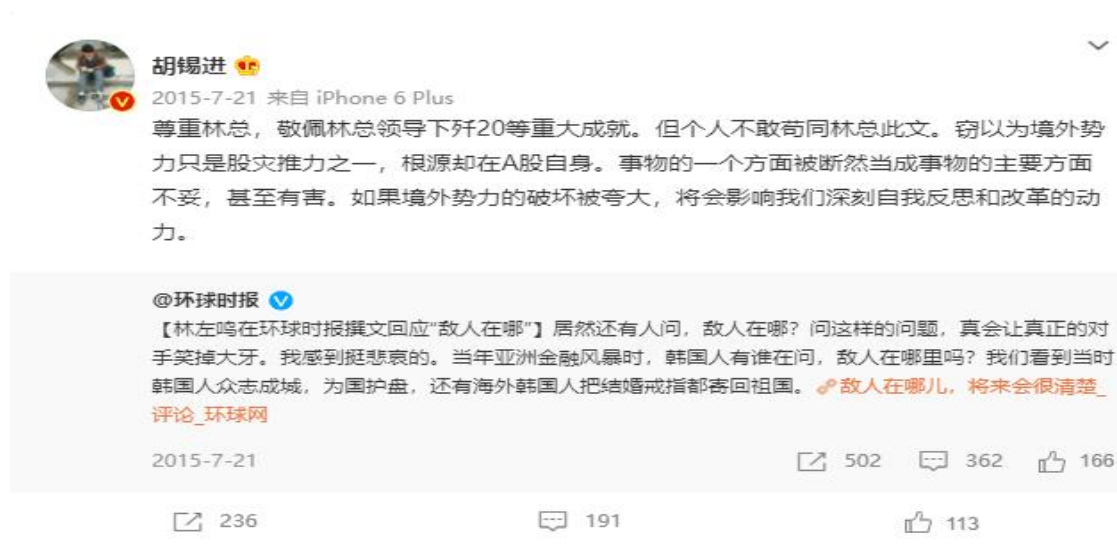 胡锡进
2015-7-21 来自 iPhone 6 Plus
尊重林总，敬佩林总领导下歼20等重大成就。但个人不敢苟同林总此文。窃以为境外势
力只是股灾推力之一，根源却在A股自身。事物的一个方面被断然当成事物的主要方面
不妥，甚至有害。如果境外势力的破坏被夸大，将会影响我们深刻自我反思和改革的动
力。
@环球时报
【林左鸣在环球时报撰文回应“敌人在哪”】居然还有人问，敌人在哪？问这样的问题，真会让真正的对
手笑掉大牙。我感到挺悲哀的。当年亚洲金融风暴时，韩国人有谁在问，敌人在哪里吗？我们看到当时
韩国人众志成城，为国护盘，还有海外韩国人把结婚戒指都寄回祖国。敌人在哪儿，将来会很清楚_
评论_环球网
2015-7-21 502 362 166
236 191 113